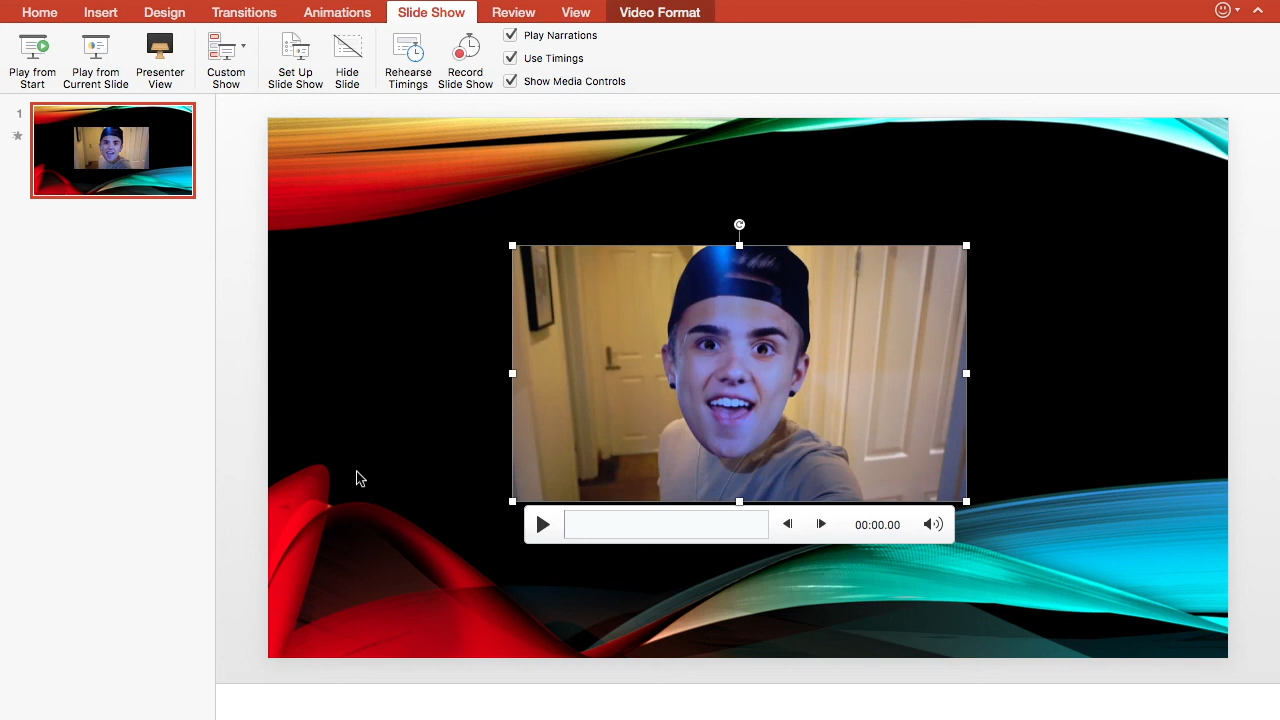 Home Insert Design Transitions Animations Slide Show Review View Video Format
Play from Start
Play from Current Slide
Presenter View
Custom Show
Set Up Slide Show
Hide Slide
Rehearse Timings
Record Slide Show
Play Narrations
Use Timings
Show Media Controls
1
00:00.00